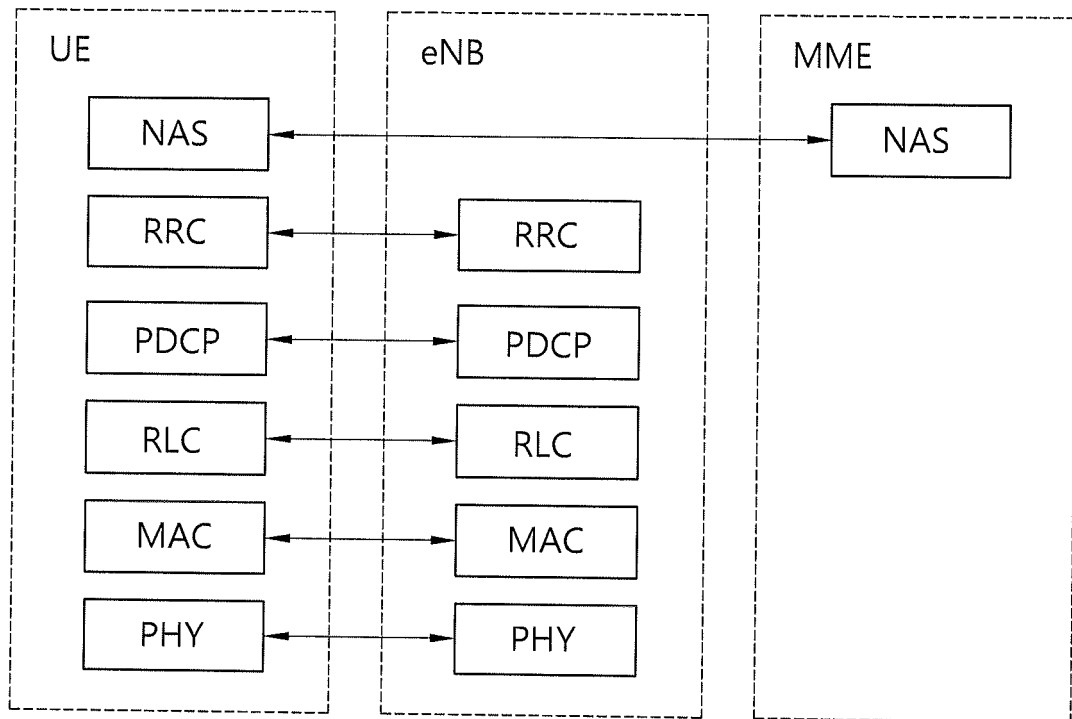 UE
eNB
MME
NAS
NAS
RRC
RRC
PDCP
PDCP
RLC
RLC
MAC
MAC
PHY
PHY